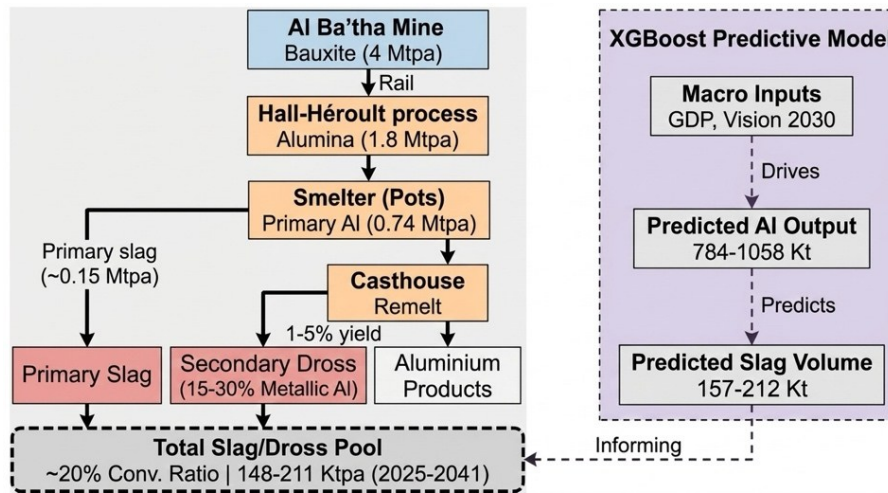 Al Ba’tha Mine
Bauxite (4 Mtpa)
Rail
Hall-Héroult process
Alumina (1.8 Mtpa)
Smelter (Pots)
Primary Al (0.74 Mtpa)
Primary slag
(~0.15 Mtpa)
Casthouse
Remelt
1-5% yield
Primary Slag
Secondary Dross
(15-30% Metallic Al)
Aluminium
Products
Total Slag/Dross Pool
~20% Conv. Ratio | 148-211 Ktpa (2025-2041)
XGBoost Predictive Model
Macro Inputs
GDP, Vision 2030
Drives
Predicted Al Output
784-1058 Kt
Predicts
Predicted Slag Volume
157-212 Kt
Informing